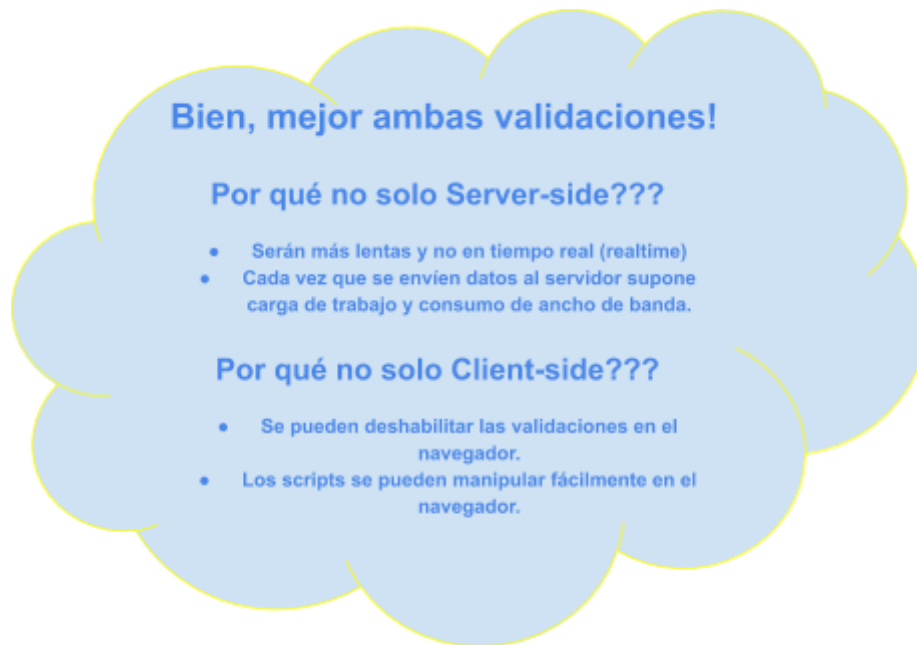 Bien, mejor ambas validaciones!
Por qué no solo Server-side???
● Serán más lentas y no en tiempo real (realtime)
● Cada vez que se envíen datos al servidor supone
carga de trabajo y consumo de ancho de banda.
Por qué no solo Client-side???
● Se pueden deshabilitar las validaciones en el
navegador.
● Los scripts se pueden manipular fácilmente en el
navegador.